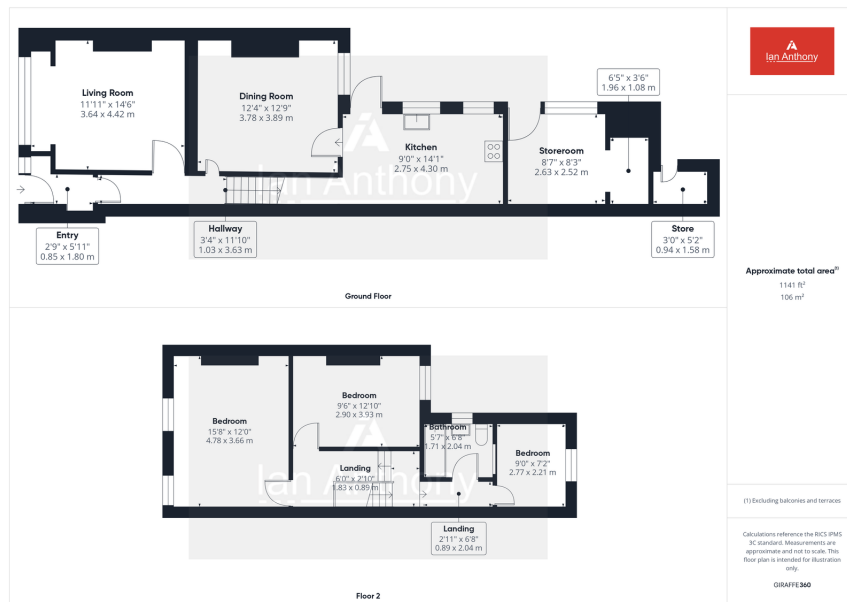 Living Room
11'11" x 14'6"
3.64 x 4.42 m
Dining Room
12'4" x 12'9"
3.78 x 3.89 m
Kitchen
9'0" x 14'1"
2.75 x 4.30 m
Storeroom
8'7" x 8'3"
2.63 x 2.52 m
6'5" x 3'6"
1.96 x 1.08 m
Entry
2'9" x 5'11"
0.85 x 1.80 m
Hallway
3'4" x 11'10"
1.03 x 3.63 m
Store
3'0" x 5'2"
0.94 x 1.58 m
Ian Anthony
Ground Floor
Bedroom
15'8" x 12'0"
4.78 x 3.66 m
Bedroom
9'6" x 12'10"
2.90 x 3.93 m
Bathroom
5'7" x 6'8"
1.71 x 2.04 m
Bedroom
9'0" x 7'2"
2.77 x 2.21 m
Landing
6'0" x 2'10"
1.83 x 0.89 m
Landing
2'11" x 6'8"
0.89 x 2.04 m
Ian Anthony
Floor 2
Ian Anthony
Approximate total area(1)
1141 ft²
106 m²
(1) Excluding balconies and terraces
Calculations reference the RICS IPMS
3C standard. Measurements are
approximate and not to scale. This
floor plan is intended for illustration
only.
GIRAFFE360